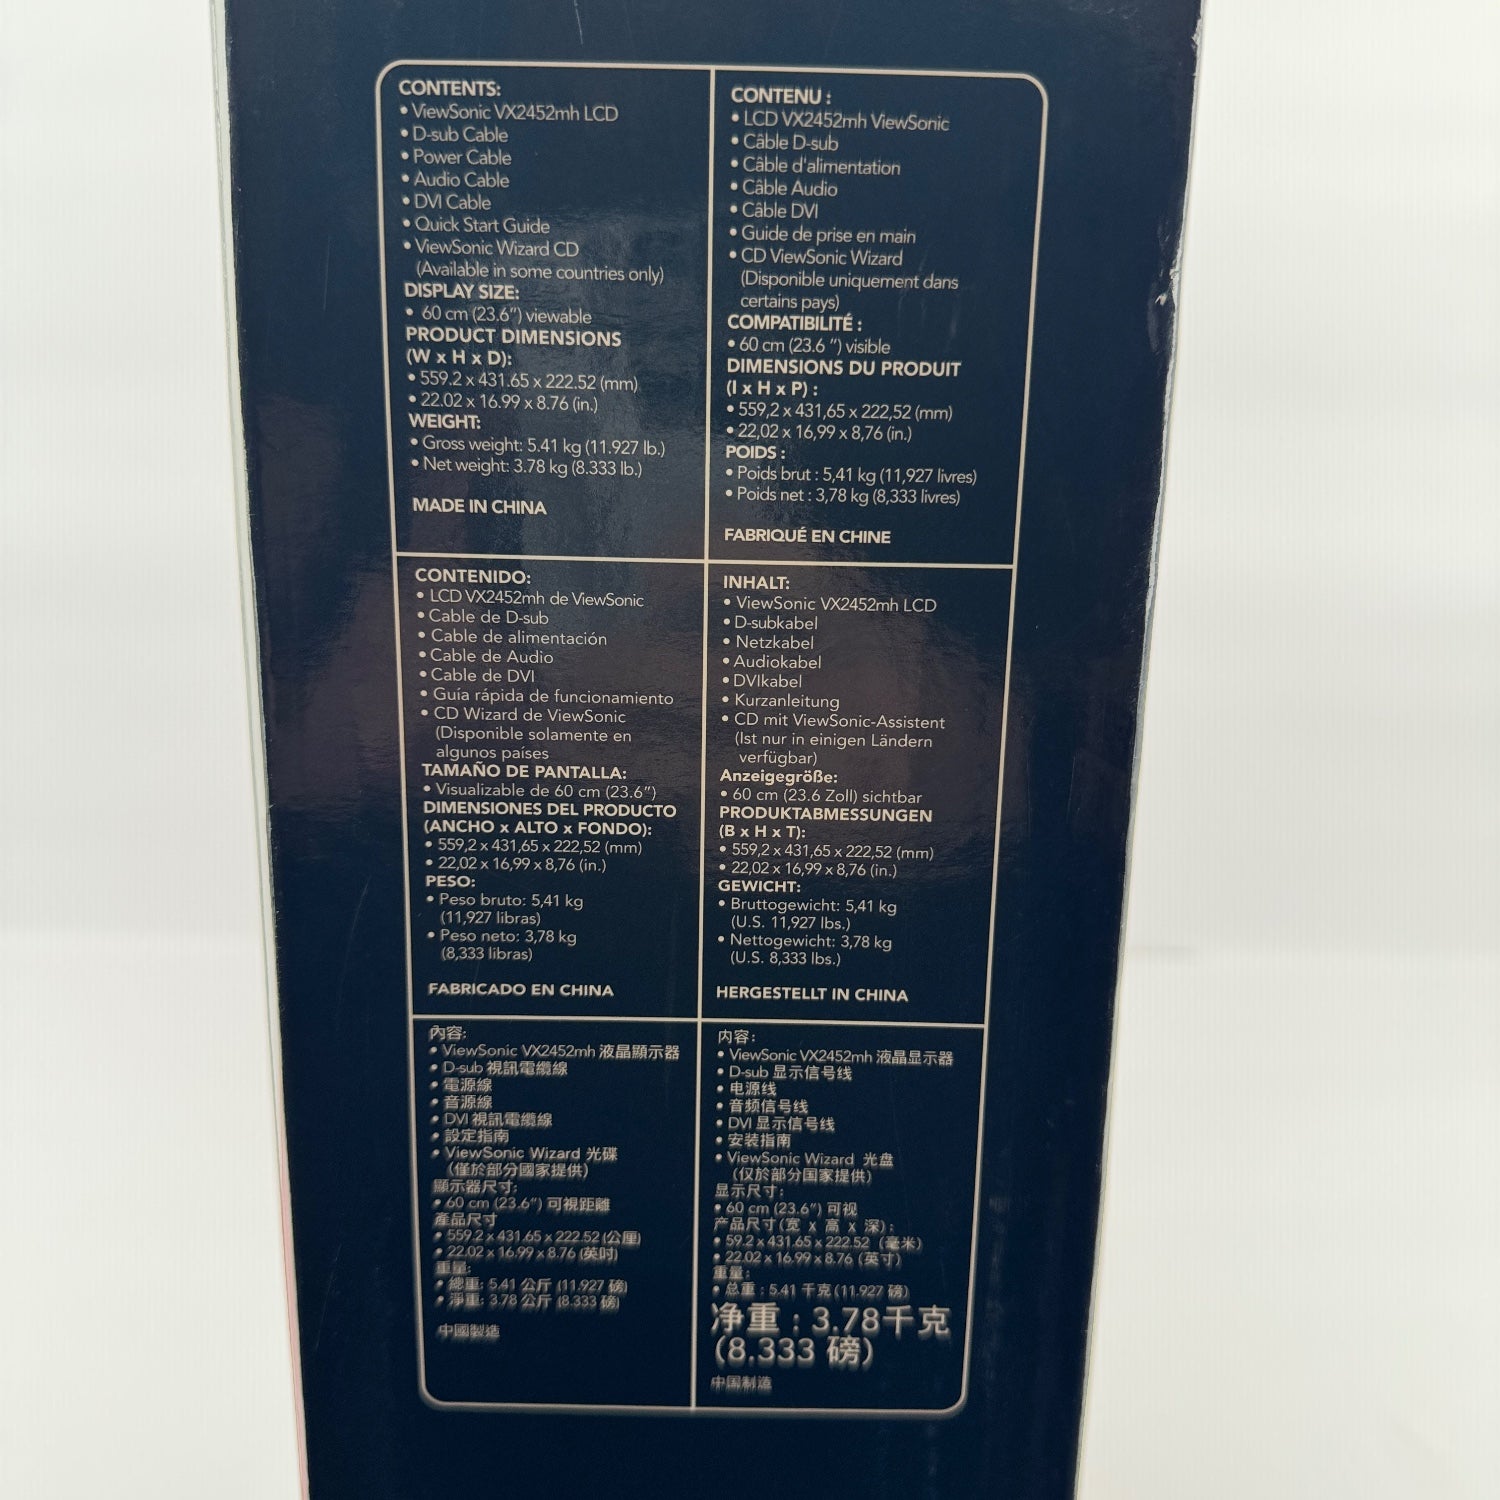 CONTENTS:
• ViewSonic VX2452mh LCD
• D-sub Cable
• Power Cable
• Audio Cable
• DVI Cable
• Quick Start Guide
• ViewSonic Wizard CD
(Available in some countries only)
DISPLAY SIZE:
• 60 cm (23.6") viewable
PRODUCT DIMENSIONS
(W x H x D):
• 559.2 x 431.65 x 222.52 (mm)
• 22.02 x 16.99 x 8.76 (in.)
WEIGHT:
• Gross weight: 5.41 kg (11.927 lb.)
• Net weight: 3.78 kg (8.333 lb.)
MADE IN CHINA
CONTENU :
• LCD VX2452mh ViewSonic
• Câble D-sub
• Câble d'alimentation
• Câble Audio
• Câble DVI
• Guide de prise en main
• CD ViewSonic Wizard
(Disponible uniquement dans
certains pays)
COMPATIBILITÉ :
• 60 cm (23.6 ") visible
DIMENSIONS DU PRODUIT
(l x H x P) :
• 559,2 x 431,65 x 222,52 (mm)
• 22,02 x 16,99 x 8,76 (in.)
POIDS :
• Poids brut : 5,41 kg (11,927 livres)
• Poids net : 3,78 kg (8,333 livres)
FABRIQUÉ EN CHINE
CONTENIDO:
• LCD VX2452mh de ViewSonic
• Cable de D-sub
• Cable de alimentación
• Cable de Audio
• Cable de DVI
• Guía rápida de funcionamiento
• CD Wizard de ViewSonic
(Disponible solamente en
algunos países
TAMAÑO DE PANTALLA:
• Visualizable de 60 cm (23.6")
DIMENSIONES DEL PRODUCTO
(ANCHO x ALTO x FONDO):
• 559,2 x 431,65 x 222,52 (mm)
• 22,02 x 16,99 x 8,76 (in.)
PESO:
• Peso bruto: 5,41 kg
(11,927 libras)
• Peso neto: 3,78 kg
(8,333 libras)
FABRICADO EN CHINA
INHALT:
• ViewSonic VX2452mh LCD
• D-subkabel
• Netzkabel
• Audiokabel
• DVIkabel
• Kurzanleitung
• CD mit ViewSonic-Assistent
(Ist nur in einigen Ländern
verfügbar)
Anzeigegröße:
• 60 cm (23.6 Zoll) sichtbar
PRODUKTABMESSUNGEN
(B x H x T):
• 559,2 x 431,65 x 222,52 (mm)
• 22,02 x 16,99 x 8,76 (in.)
GEWICHT:
• Bruttogewicht: 5,41 kg
(U.S. 11,927 lbs.)
• Nettogewicht: 3,78 kg
(U.S. 8,333 lbs.)
HERGESTELLT IN CHINA
內容:
• ViewSonic VX2452mh 液晶顯示器
• D-sub 視訊電纜線
• 電源線
• 音源線
• DVI 視訊電纜線
• 設定指南
• ViewSonic Wizard 光碟
(僅於部分國家提供)
顯示器尺寸:
• 60 cm (23.6") 可視距離
產品尺寸
• 559.2 x 431.65 x 222.52 (公厘)
• 22.02 x 16.99 x 8.76 (英吋)
重量:
• 總重: 5.41 公斤 (11.927 磅)
• 淨重: 3.78 公斤 (8.333 磅)
中國製造
内容:
• ViewSonic VX2452mh 液晶显示器
• D-sub 显示信号线
• 电源线
• 音频信号线
• DVI 显示信号线
• 安装指南
• ViewSonic Wizard 光盘
(仅於部分国家提供)
显示尺寸:
• 60 cm (23.6") 可视
产品尺寸(宽 x 高 x 深):
• 59.2 x 431.65 x 222.52 (毫米)
• 22.02 x 16.99 x 8.76 (英寸)
重量:
• 总重 : 5.41 千克 (11.927 磅)
净重 : 3.78千克
(8.333 磅)
中国制造